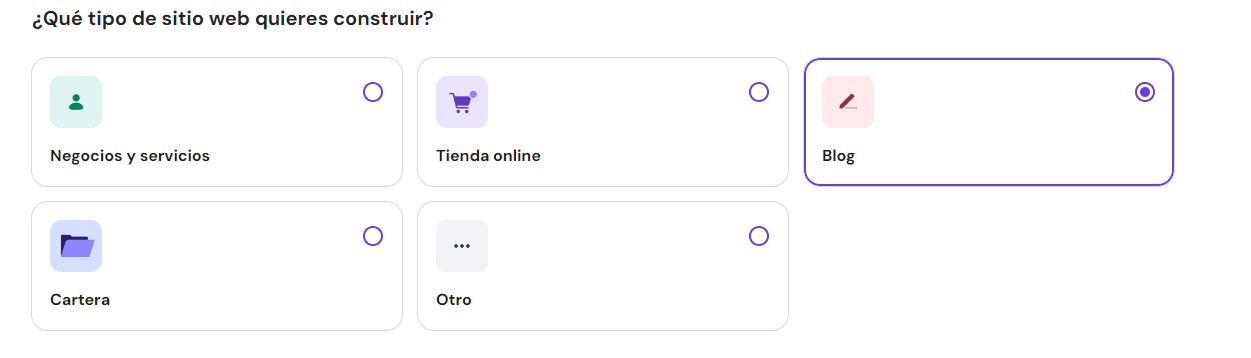 ¿Qué tipo de sitio web quieres construir?
Negocios y servicios
Tienda online
Blog
Cartera
Otro